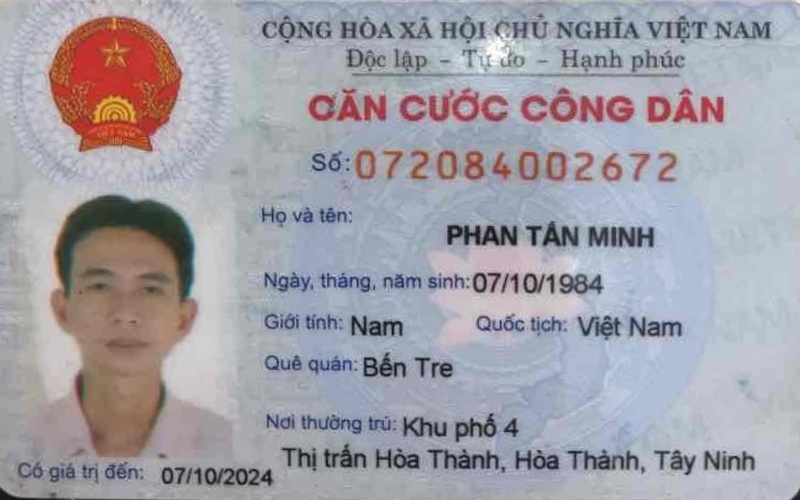 CỘNG HÒA XÃ HỘI CHỦ NGHĨA VIỆT NAM
Độc lập - Tự do - Hạnh phúc
CĂN CƯỚC CÔNG DÂN
Số: 072084002672
Họ và tên:
PHAN TẤN MINH
Ngày, tháng, năm sinh: 07/10/1984
Giới tính: Nam Quốc tịch: Việt Nam
Quê quán: Bến Tre
Nơi thường trú: Khu phố 4
Thị trấn Hòa Thành, Hòa Thành, Tây Ninh
Có giá trị đến: 07/10/2024
VIỆT NAM